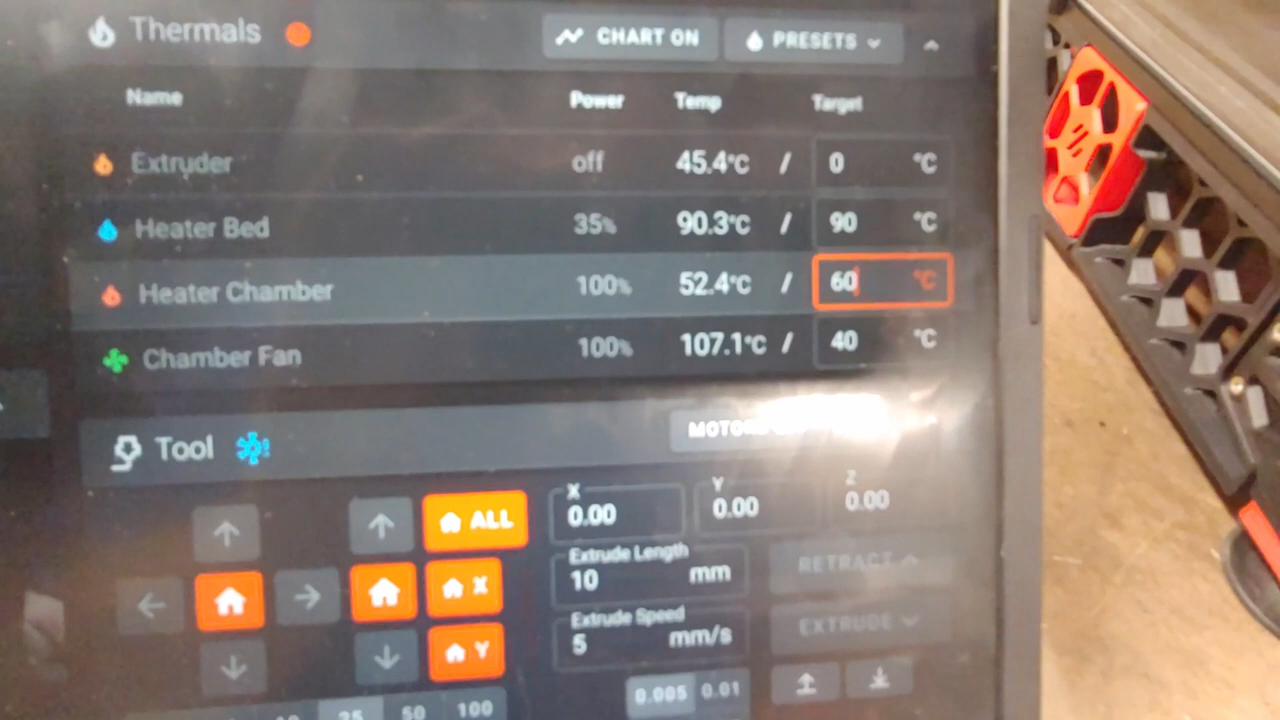 Thermals CHART ON PRESETS
Name Power Temp Target
Extruder off 45.4°C / 0 °C
Heater Bed 35% 90.3°C / 90 °C
Heater Chamber 100% 52.4°C / 60 °C
Chamber Fan 100% 107.1°C / 40 °C
Tool
ALL X 0.00 Y 0.00 Z 0.00
X Extrude Length 10 mm RETRACT
Y Extrude Speed 5 mm/s EXTRUDE
25 50 100 0.005 0.01